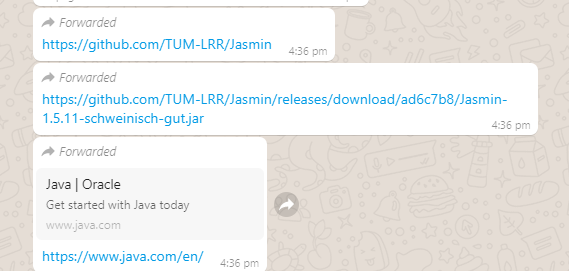 Forwarded
https://github.com/TUM-LRR/Jasmin
4:36 pm
Forwarded
https://github.com/TUM-LRR/Jasmin/releases/download/ad6c7b8/Jasmin-
1.5.11-schweinisch-gut.jar
4:36 pm
Forwarded
Java | Oracle
Get started with Java today
www.java.com
https://www.java.com/en/
4:36 pm